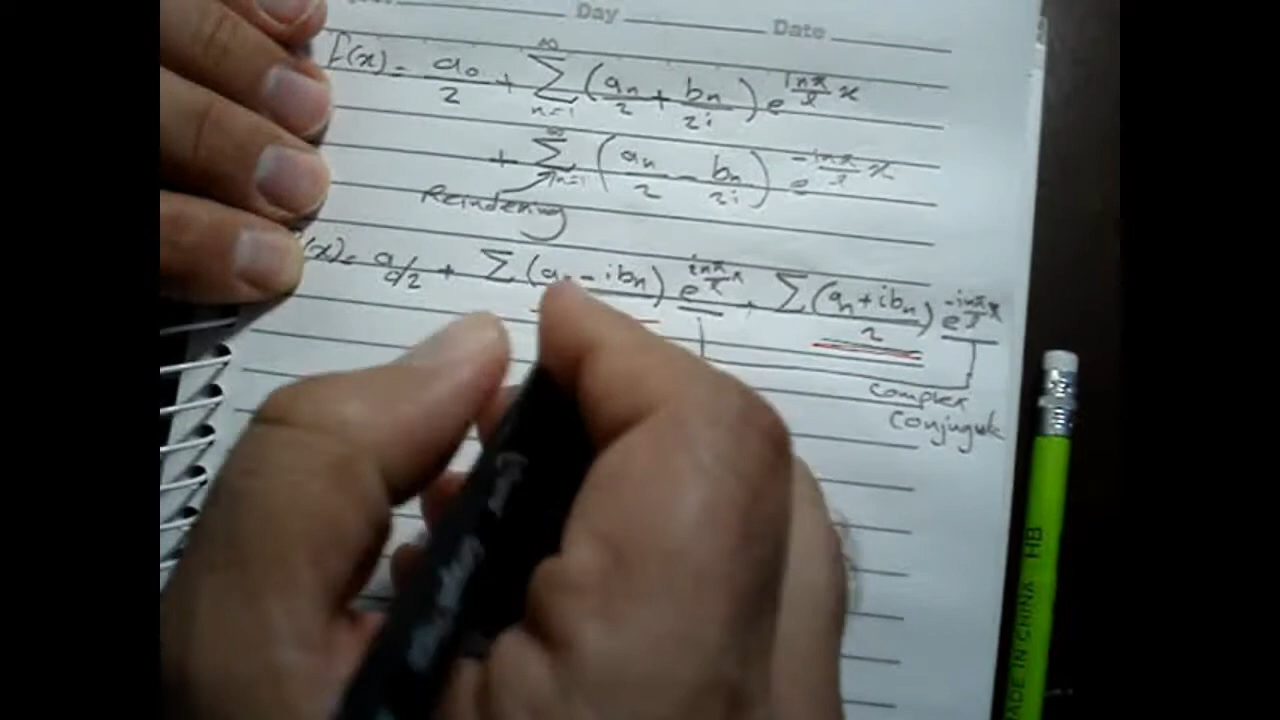 Day Date
f(x) = a₀/2 + ∞∑n=1 (aₙ/2 + bₙ/2i) e^(inπ/l x)
+ ∞∑n=1 (aₙ/2 - bₙ/2i) e^(-inπ/l x)
Reindering
(x) = a₀/2 + ∑ (aₙ - ibₙ) e^(inπ/l x) + ∑ (aₙ + ibₙ)/2 e^(-inπ/l x)
Complex
Conjugate
MADE IN CHINA HB